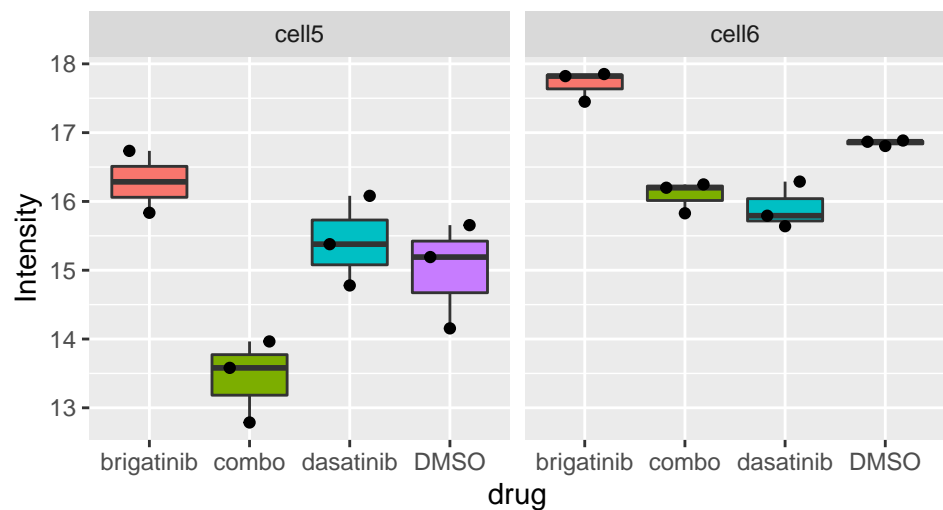 cell5 cell6
18
17
16
15
14
13
Intensity
brigatinib combo dasatinib DMSO brigatinib combo dasatinib DMSO
drug